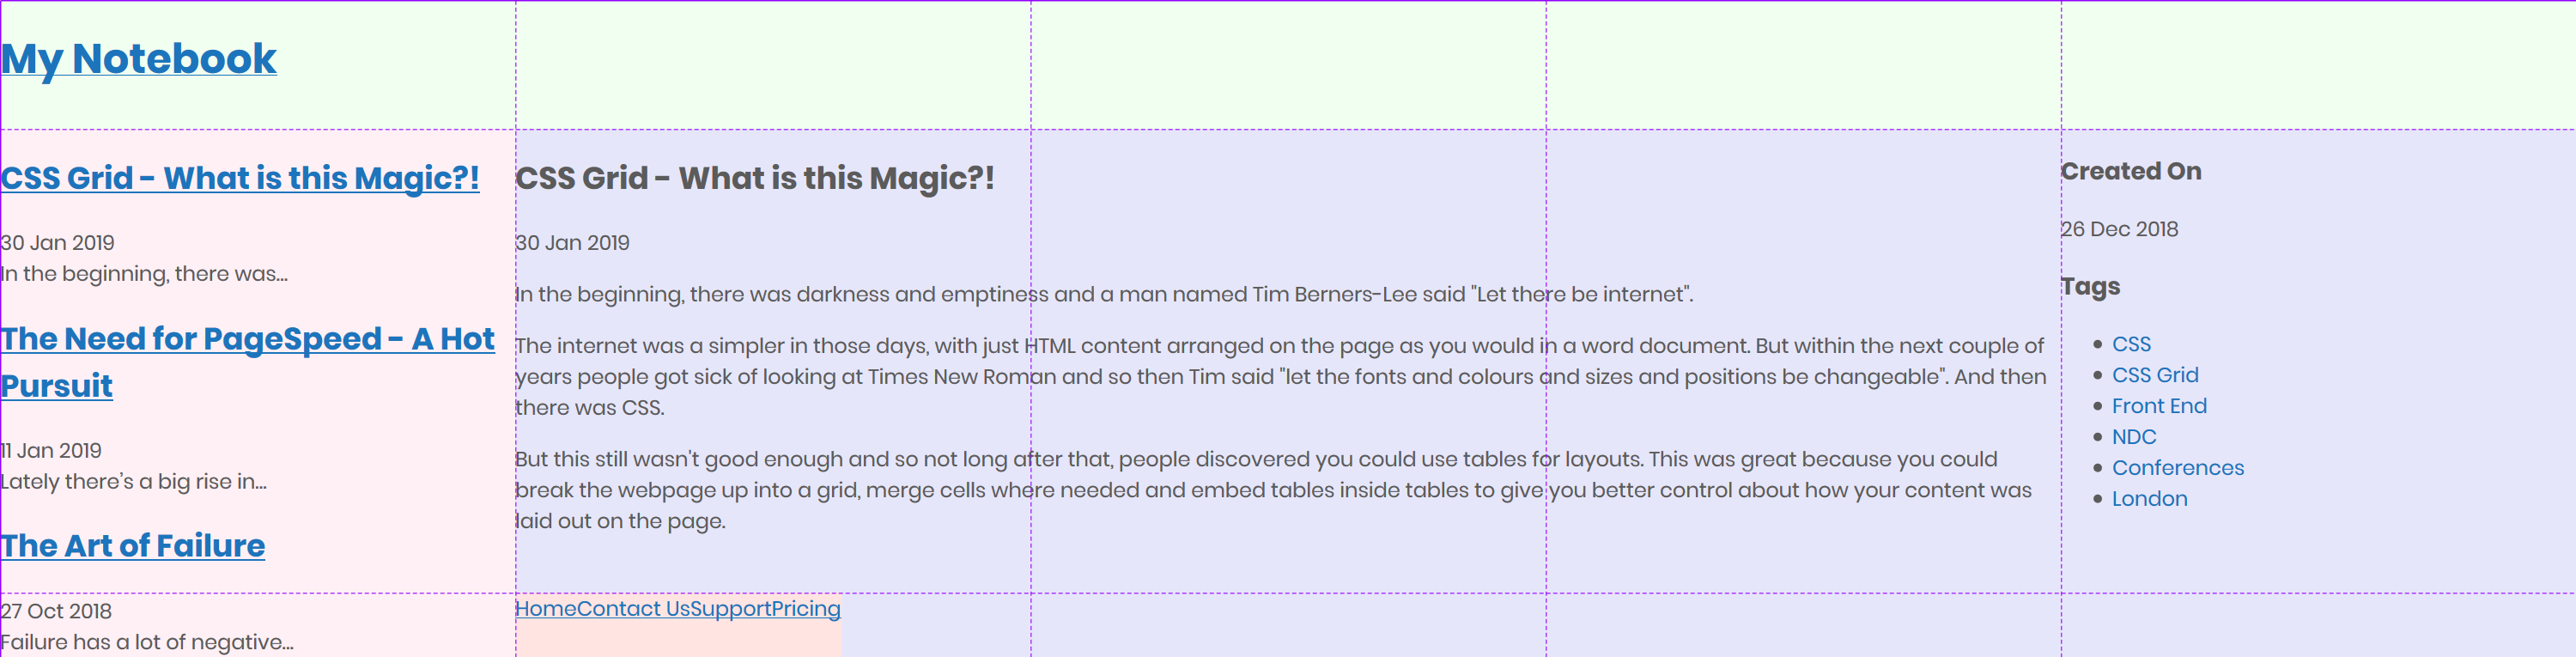 My Notebook
CSS Grid - What is this Magic?!
30 Jan 2019
In the beginning, there was...
The Need for PageSpeed - A Hot
Pursuit
11 Jan 2019
Lately there’s a big rise in...
The Art of Failure
27 Oct 2018
Failure has a lot of negative...
CSS Grid - What is this Magic?!
30 Jan 2019
In the beginning, there was darkness and emptiness and a man named Tim Berners-Lee said "Let there be internet".
The internet was a simpler in those days, with just HTML content arranged on the page as you would in a word document. But within the next couple of
years people got sick of looking at Times New Roman and so then Tim said "let the fonts and colours and sizes and positions be changeable". And then
there was CSS.
But this still wasn't good enough and so not long after that, people discovered you could use tables for layouts. This was great because you could
break the webpage up into a grid, merge cells where needed and embed tables inside tables to give you better control about how your content was
laid out on the page.
HomeContact UsSupportPricing
Created On
26 Dec 2018
Tags
CSS
CSS Grid
Front End
NDC
Conferences
London